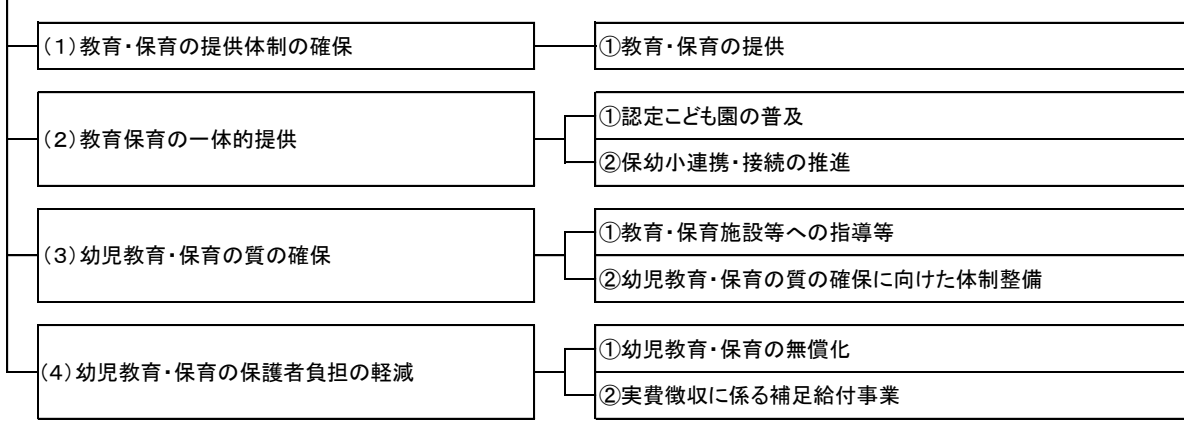 (1)教育・保育の提供体制の確保
①教育・保育の提供
(2)教育保育の一体的提供
①認定こども園の普及
②保幼小連携・接続の推進
(3)幼児教育・保育の質の確保
①教育・保育施設等への指導等
②幼児教育・保育の質の確保に向けた体制整備
(4)幼児教育・保育の保護者負担の軽減
①幼児教育・保育の無償化
②実費徴収に係る補足給付事業